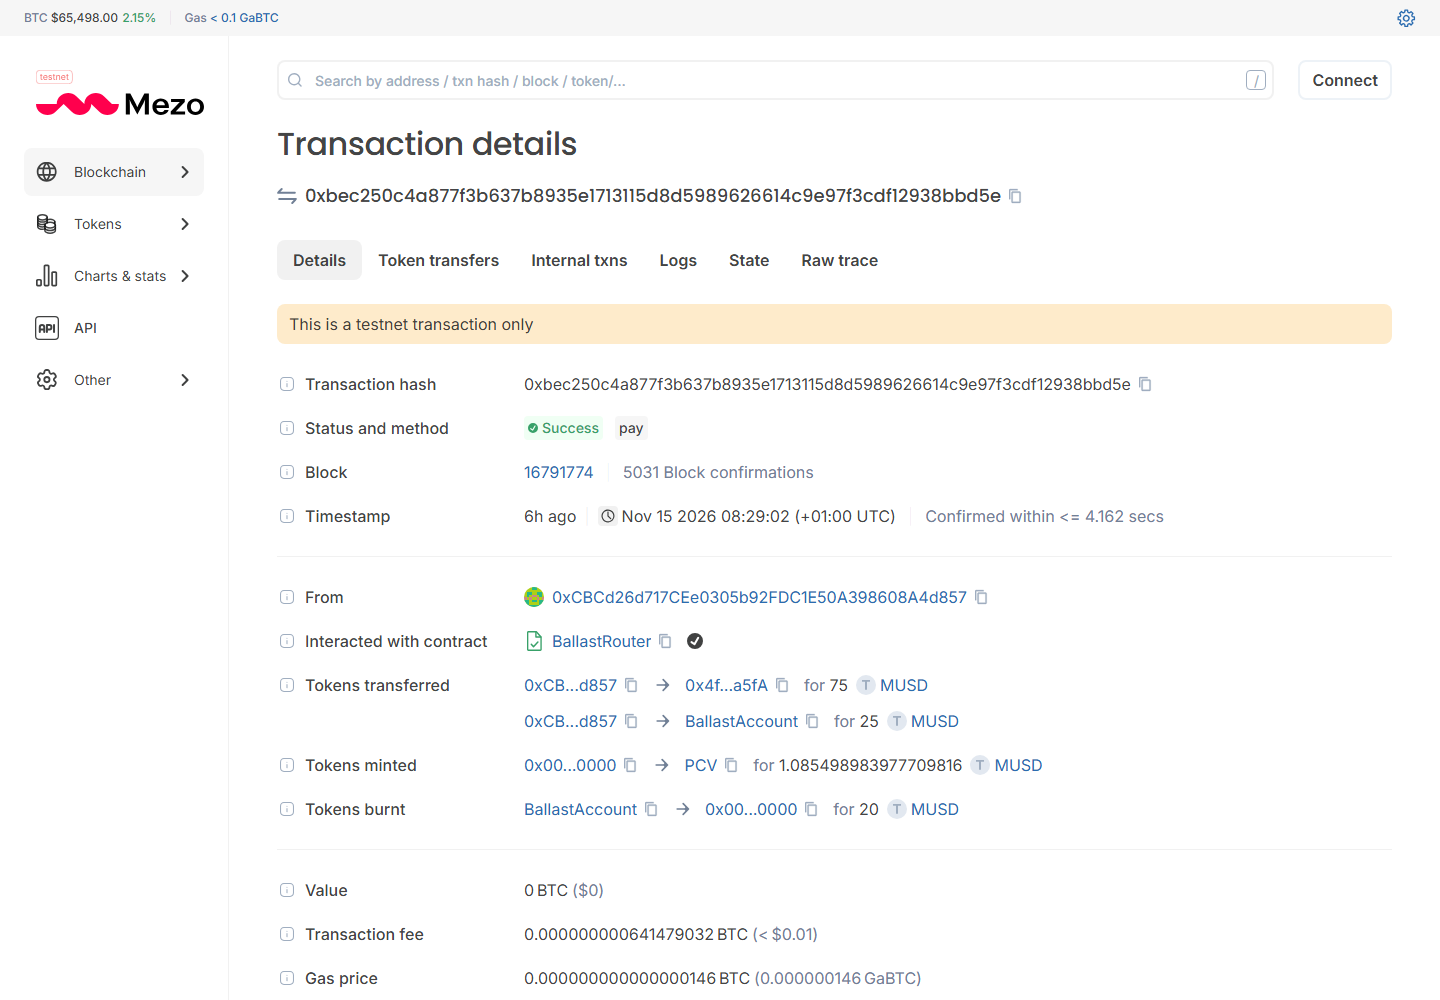 BTC $65,498.00 2.15% Gas < 0.1 GaBTC
testnet
Mezo
Search by address / txn hash / block / token/... /
Connect
Blockchain
Tokens
Charts & stats
API API
Other
Transaction details
0xbec250c4a877f3b637b8935e1713115d8d5989626614c9e97f3cdf12938bbd5e
Details Token transfers Internal txns Logs State Raw trace
This is a testnet transaction only
Transaction hash 0xbec250c4a877f3b637b8935e1713115d8d5989626614c9e97f3cdf12938bbd5e
Status and method Success pay
Block 16791774 5031 Block confirmations
Timestamp 6h ago Nov 15 2026 08:29:02 (+01:00 UTC) Confirmed within <= 4.162 secs
From 0xCBCd26d717CEe0305b92FDC1E50A398608A4d857
Interacted with contract BallastRouter
Tokens transferred 0xCB...d857 → 0x4f...a5fA for 75 T MUSD
0xCB...d857 → BallastAccount for 25 T MUSD
Tokens minted 0x00...0000 → PCV for 1.085498983977709816 T MUSD
Tokens burnt BallastAccount → 0x00...0000 for 20 T MUSD
Value 0 BTC ($0)
Transaction fee 0.000000000641479032 BTC (< $0.01)
Gas price 0.000000000000000146 BTC (0.000000146 GaBTC)